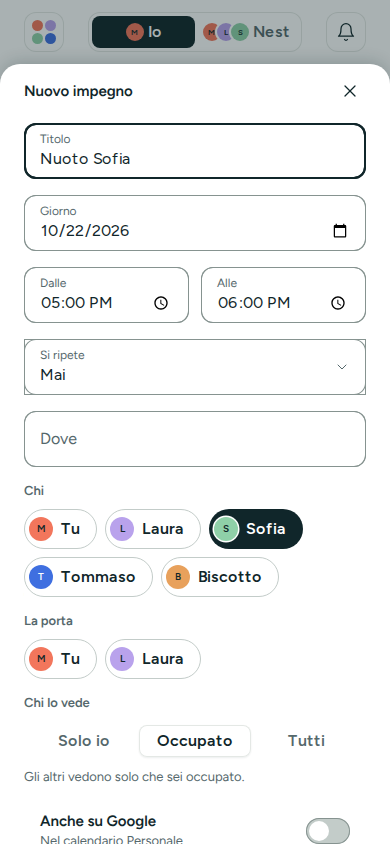 M Io M L S Nest
Nuovo impegno
Titolo
Nuoto Sofia
Giorno
10/22/2026
Dalle Alle
05:00 PM 06:00 PM
Si ripete
Mai
Dove
Chi
M Tu L Laura S Sofia
T Tommaso B Biscotto
La porta
M Tu L Laura
Chi lo vede
Solo io Occupato Tutti
Gli altri vedono solo che sei occupato.
Anche su Google
Nel calendario Personale